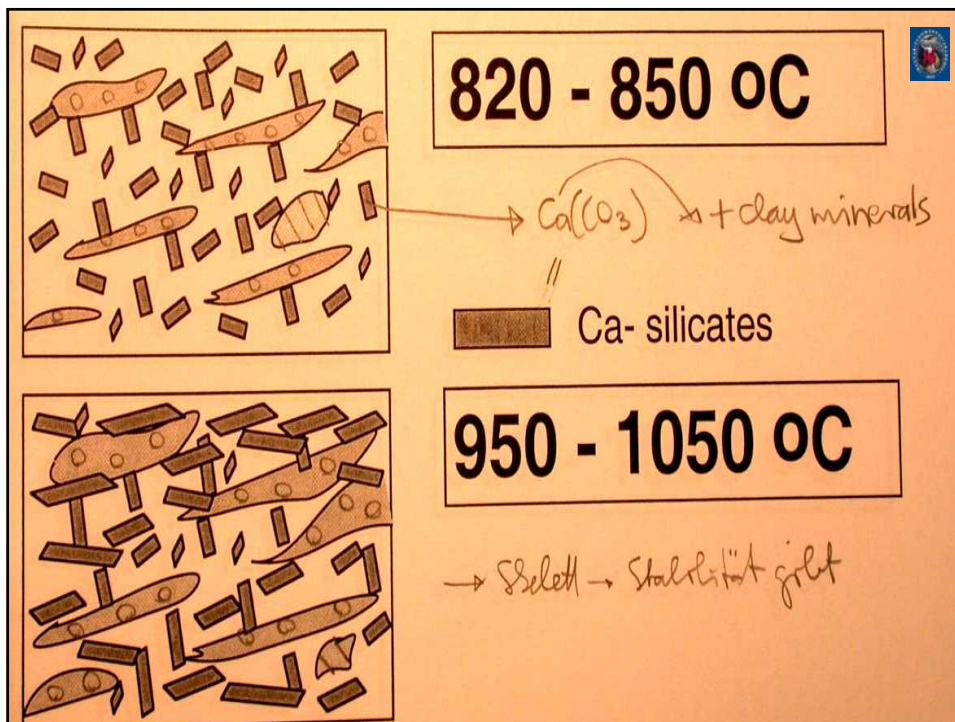 820 - 850 oC
Ca(CO3) + clay minerals
Ca- silicates
950 - 1050 oC
→ Skelett → Stabilität gibt